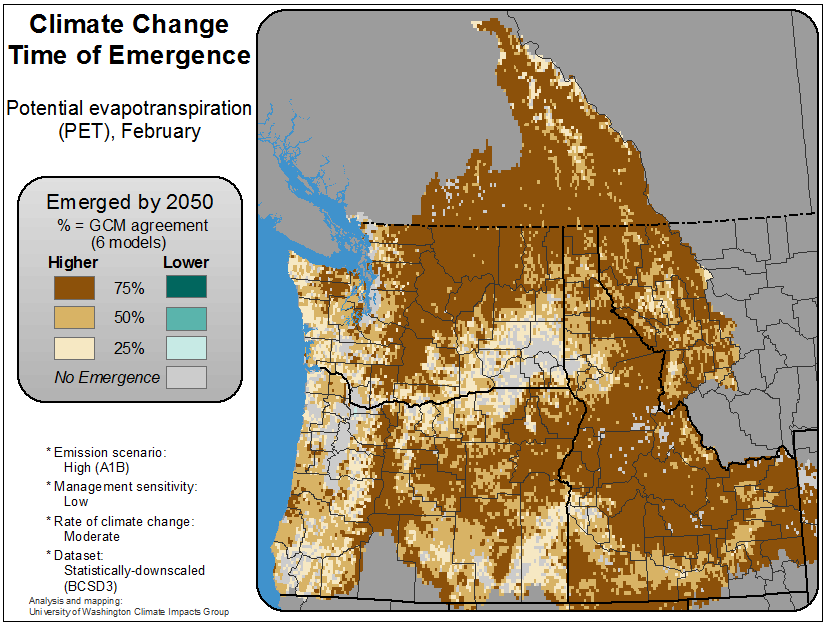 Climate Change
Time of Emergence
Potential evapotranspiration
(PET), February
Emerged by 2050
% = GCM agreement
(6 models)
Higher Lower
75%
50%
25%
No Emergence
* Emission scenario:
High (A1B)
* Management sensitivity:
Low
* Rate of climate change:
Moderate
* Dataset:
Statistically-downscaled
(BCSD3)
Analysis and mapping:
University of Washington Climate Impacts Group